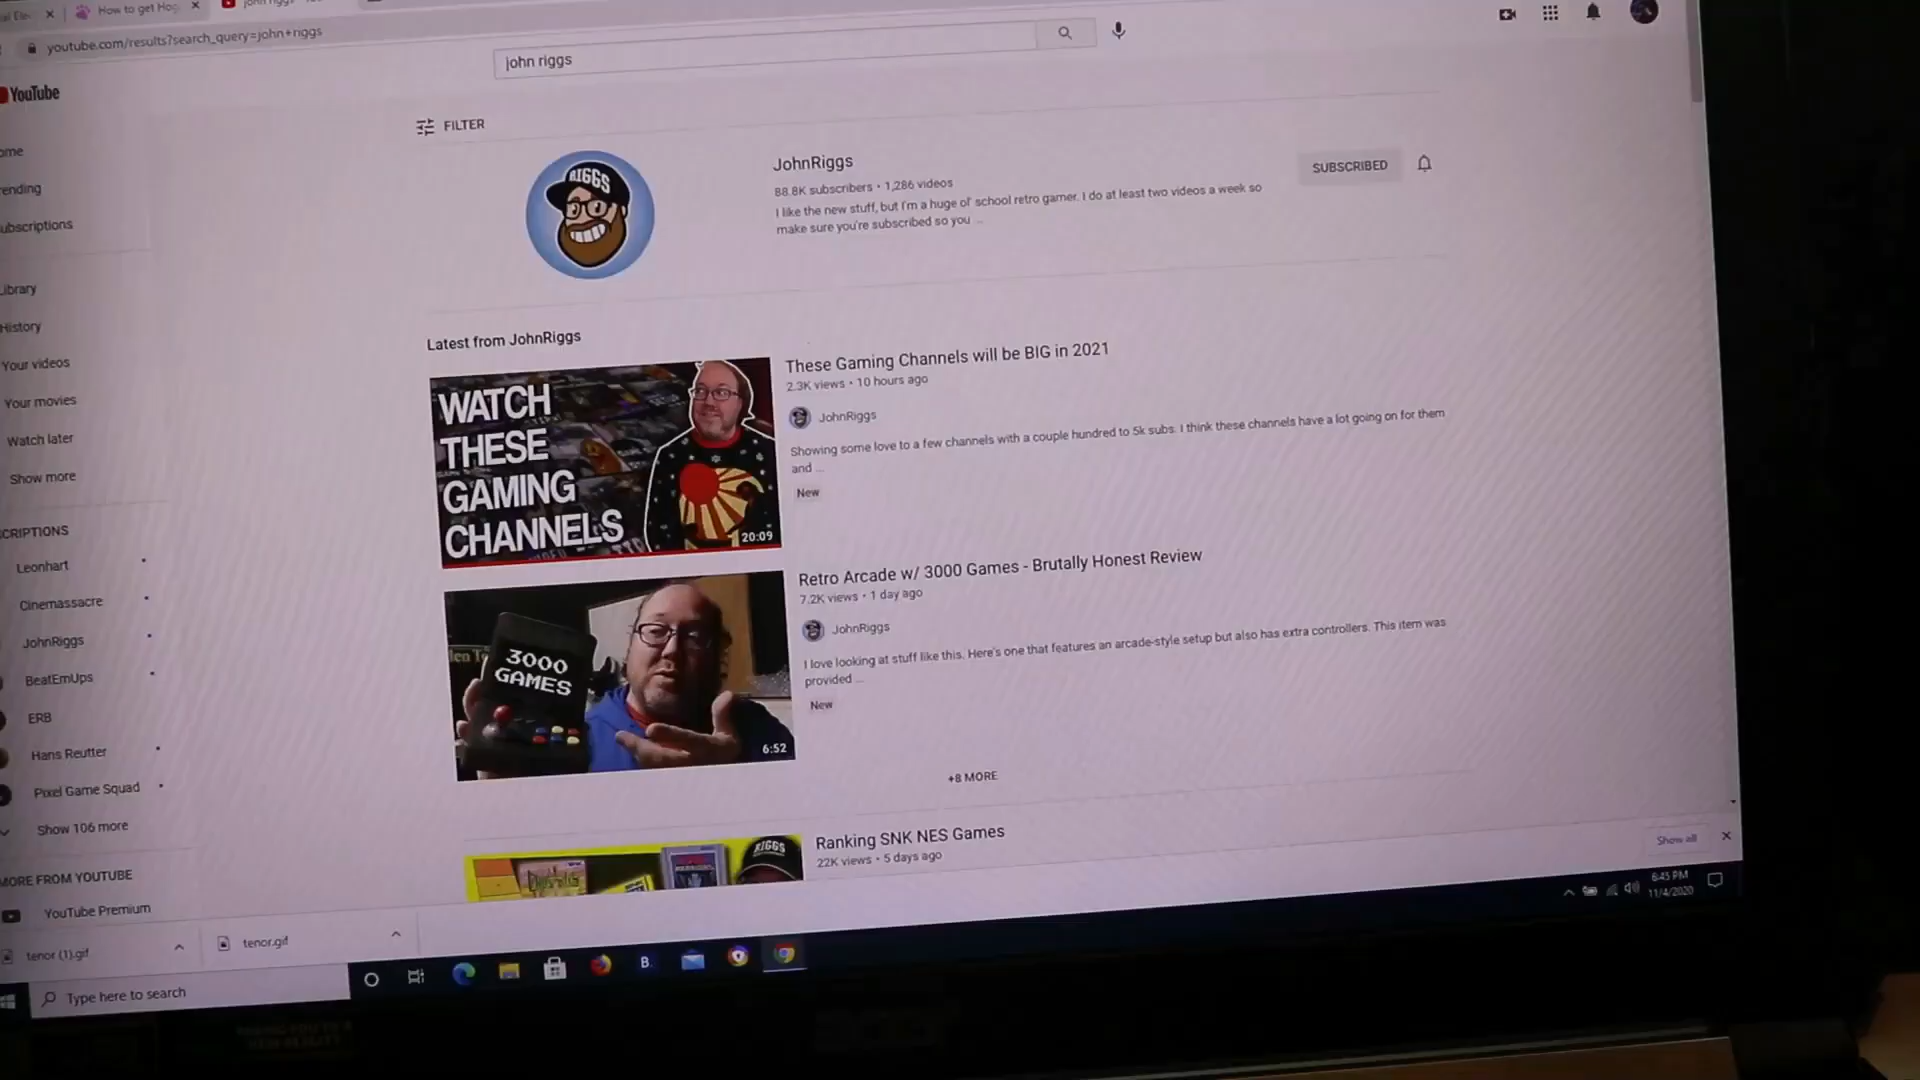 How to get Hog
youtube.com/results?search_query=john+riggs
john riggs
YouTube
FILTER
RIGGS
JohnRiggs
88.8K subscribers • 1,286 videos
I like the new stuff, but I'm a huge ol' school retro gamer. I do at least two videos a week so
make sure you're subscribed so you ...
SUBSCRIBED
ome
ending
ubscriptions
Library
History
Your videos
Your movies
Watch later
Show more
CRIPTIONS
Leonhart
Cinemassacre
JohnRiggs
BeatEmUps
ERB
Hans Reutter
Pixel Game Squad
Show 106 more
MORE FROM YOUTUBE
YouTube Premium
Latest from JohnRiggs
WATCH
THESE
GAMING
CHANNELS
20:09
These Gaming Channels will be BIG in 2021
2.3K views • 10 hours ago
JohnRiggs
Showing some love to a few channels with a couple hundred to 5k subs. I think these channels have a lot going on for them
and ...
New
3000
GAMES
6:52
Retro Arcade w/ 3000 Games - Brutally Honest Review
7.2K views • 1 day ago
JohnRiggs
I love looking at stuff like this. Here's one that features an arcade-style setup but also has extra controllers. This item was
provided ...
New
+8 MORE
RIGGS
Ranking SNK NES Games
22K views • 5 days ago
Show all
tenor (1).gif
tenor.gif
Type here to search
B.
6:45 PM
11/4/2020